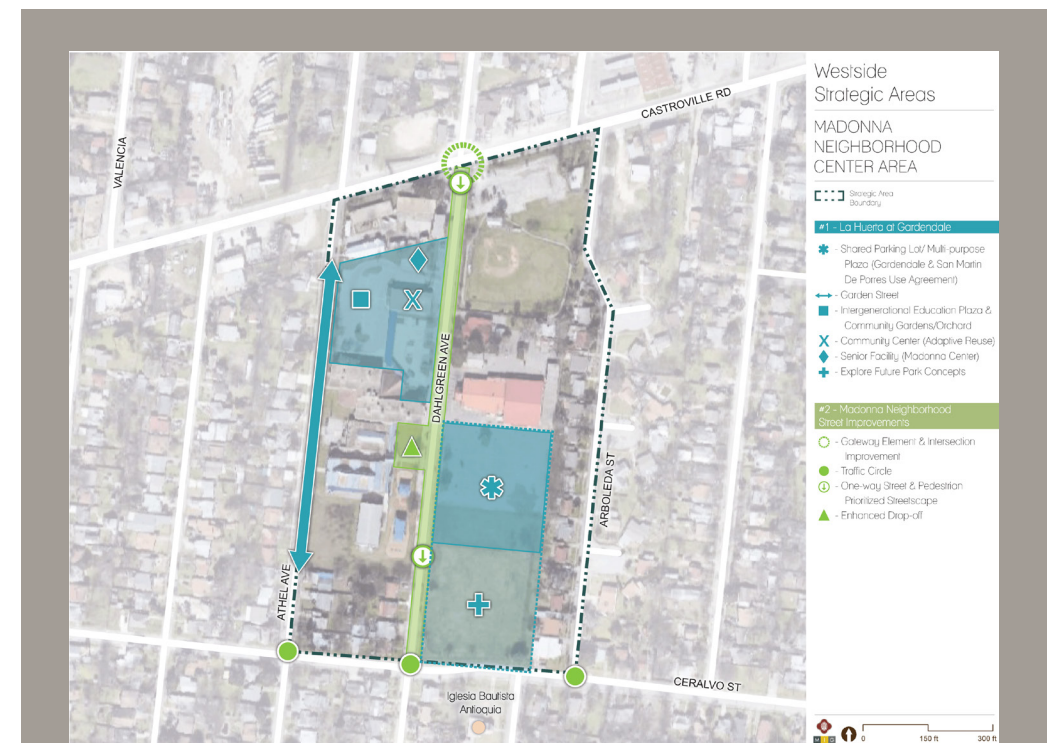 Westside
Strategic Areas
MADONNA
NEIGHBORHOOD
CENTER AREA
Strategic Area
Boundary
#1 - La Huerta at Gardendale
- Shared Parking Lot/ Multi-purpose
Plaza (Gardendale & San Martin
De Porres Use Agreement)
- Garden Street
- Intergenerational Education Plaza &
Community Gardens/Orchard
- Community Center (Adaptive Reuse)
- Senior Facility (Madonna Center)
- Explore Future Park Concepts
#2 - Madonna Neighborhood
Street Improvements
- Gateway Element & Intersection
Improvement
- Traffic Circle
- One-way Street & Pedestrian
Prioritized Streetscape
- Enhanced Drop-off
0 150 ft 300 ft
CASTROVILLE RD
VALENCIA
DAHLGREEN AVE
ARBOLEDA ST
ATHEL AVE
CERALVO ST
Iglesia Bautista
Antioquia